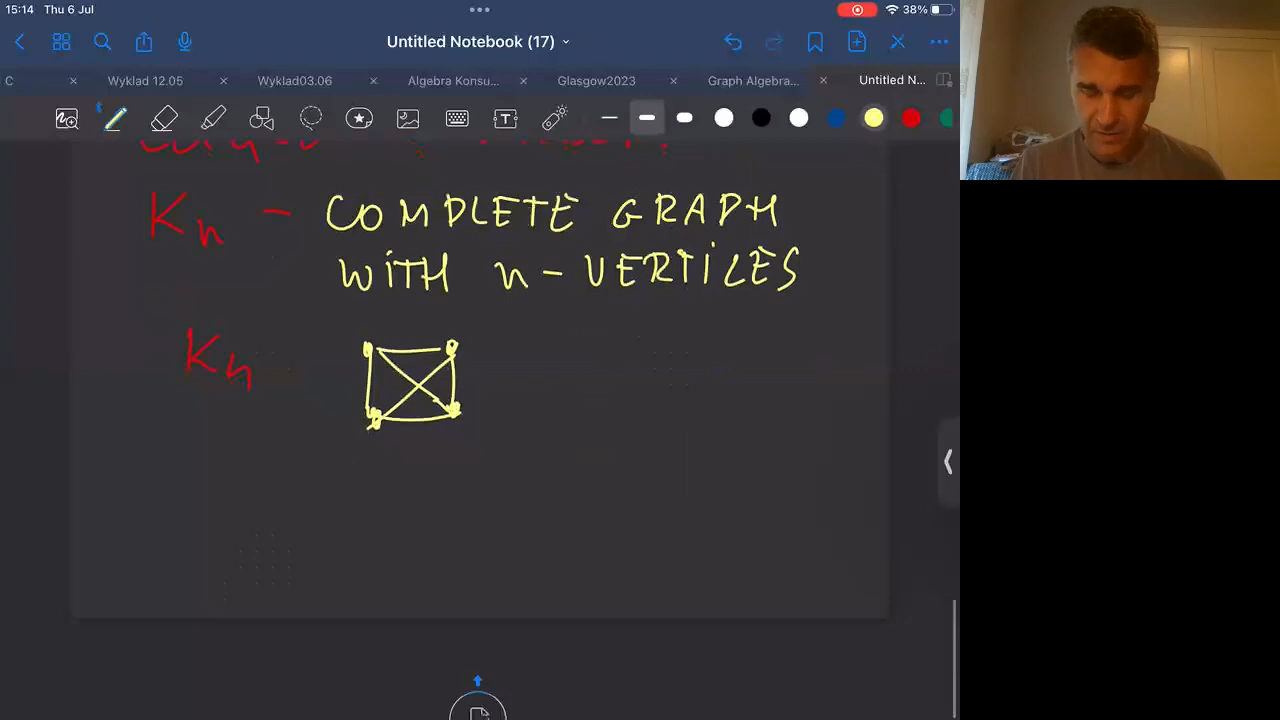 15:14 Thu 6 Jul 38%
Untitled Notebook (17)
C Wyklad 12.05 Wyklad03.06 Algebra Konsu... Glasgow2023 Graph Algebra... Untitled N...
T
Kn - COMPLETE GRAPH
WITH n-VERTICES
Kn